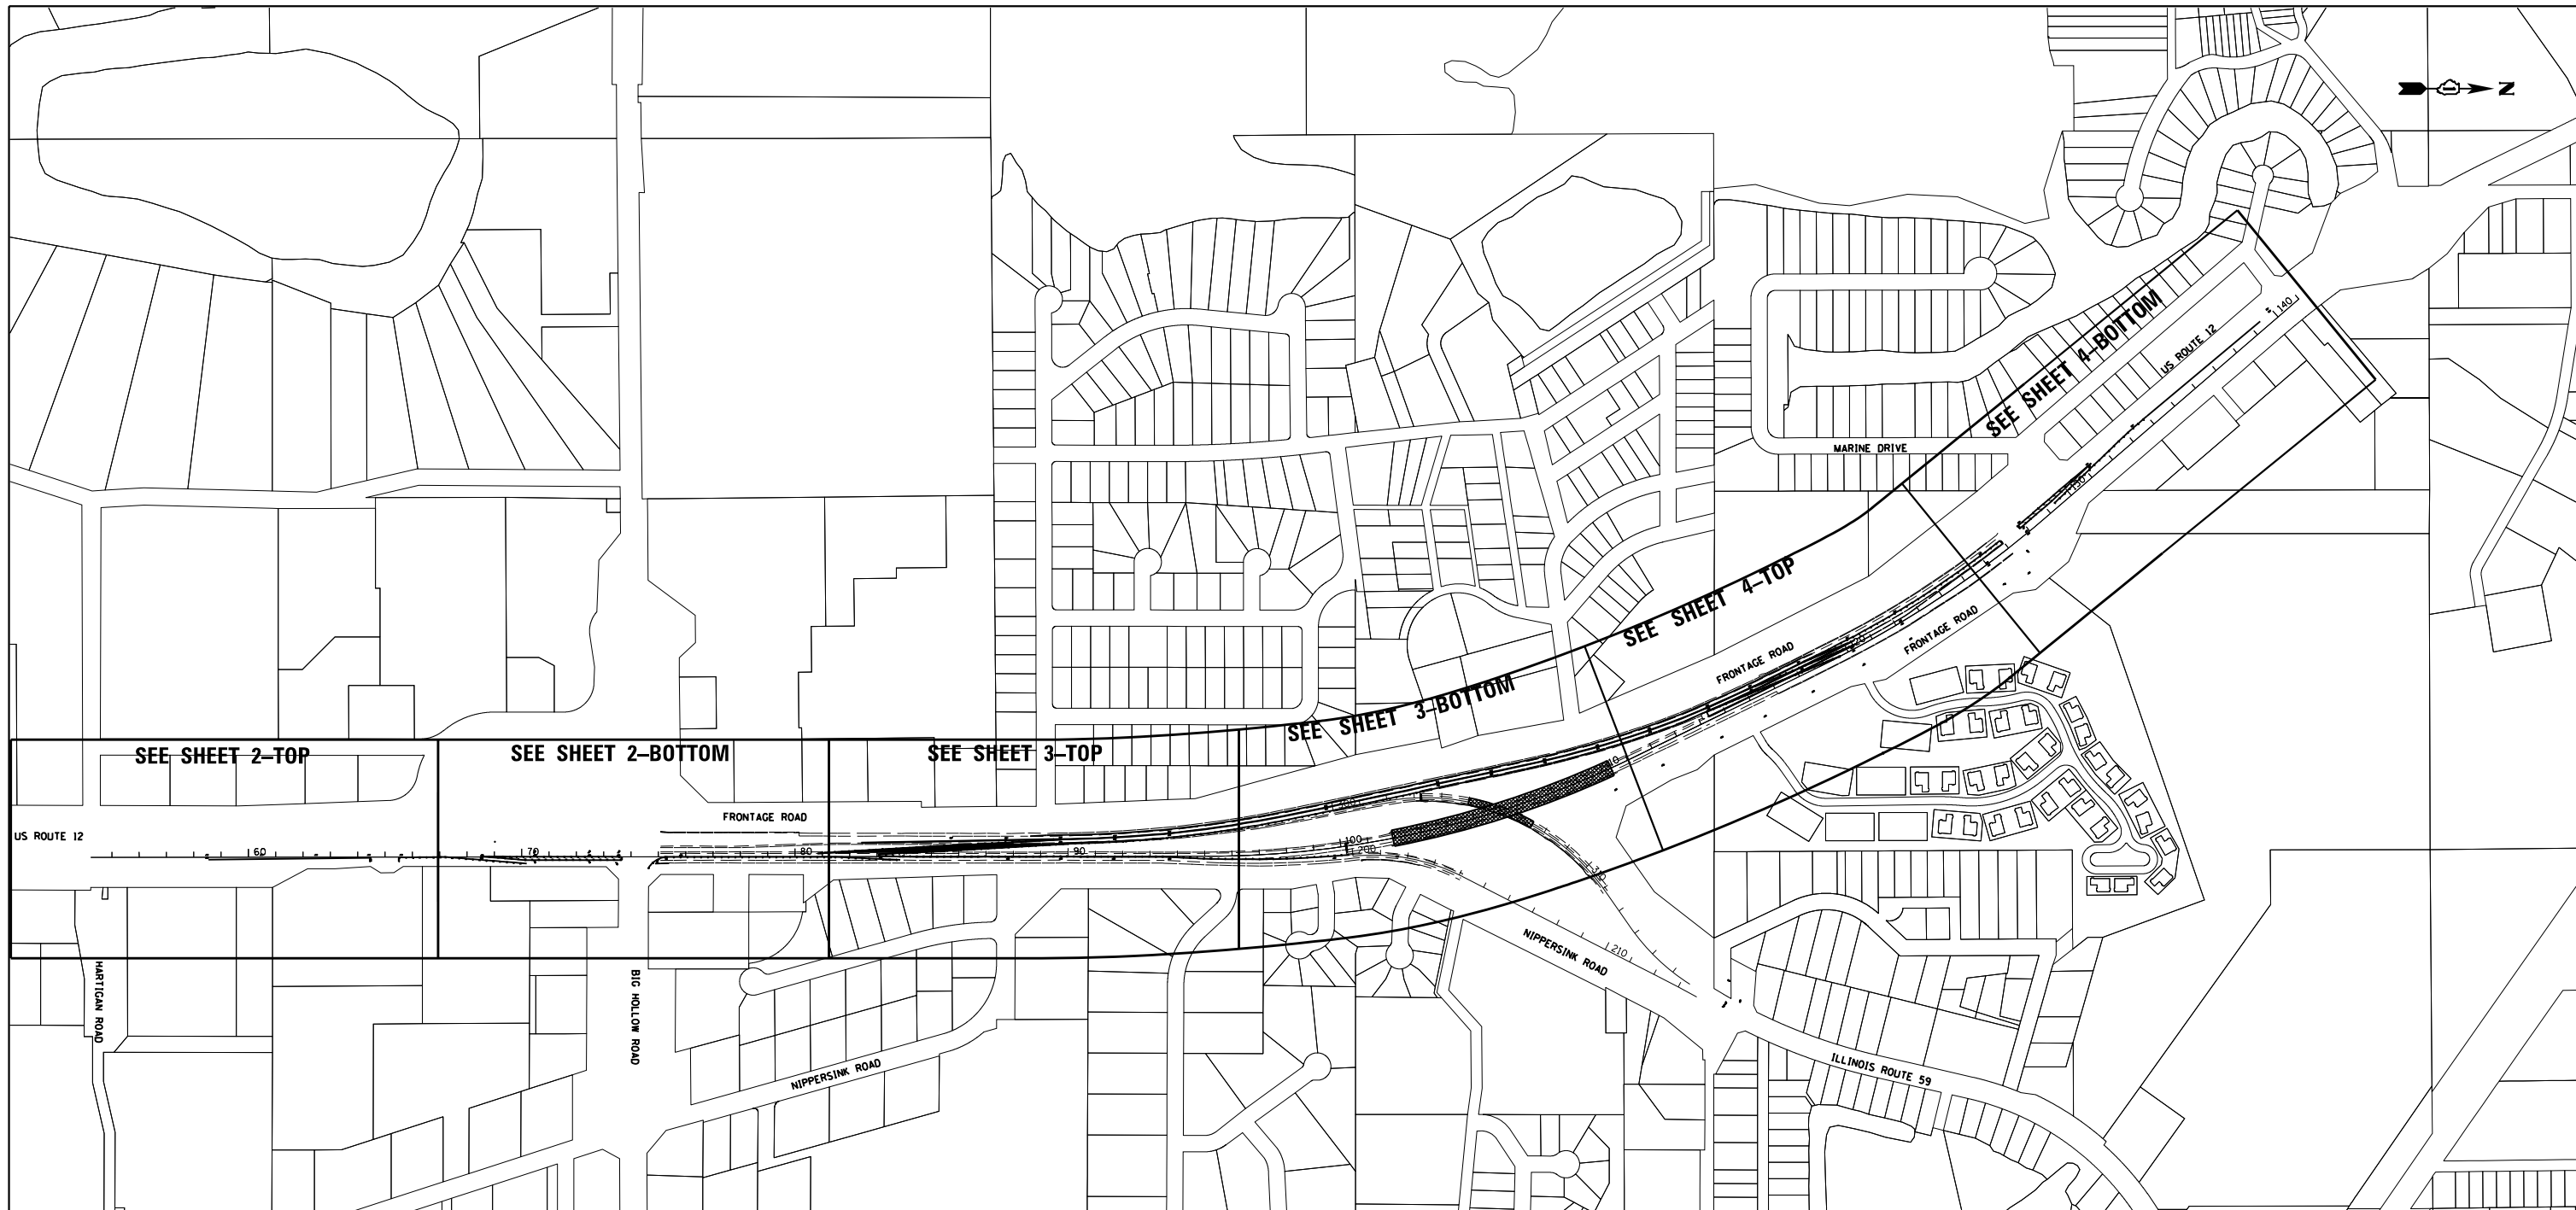 N
SEE SHEET 4-BOTTOM
US ROUTE 12
140
MARINE DRIVE
130
SEE SHEET 4-TOP
FRONTAGE ROAD
FRONTAGE ROAD
120
SEE SHEET 3-BOTTOM
SEE SHEET 2-TOP
SEE SHEET 2-BOTTOM
SEE SHEET 3-TOP
FRONTAGE ROAD
US ROUTE 12
60
70
80
90
100
200
NIPPERSINK ROAD
210
HARTIGAN ROAD
BIG HOLLOW ROAD
NIPPERSINK ROAD
ILLINOIS ROUTE 59